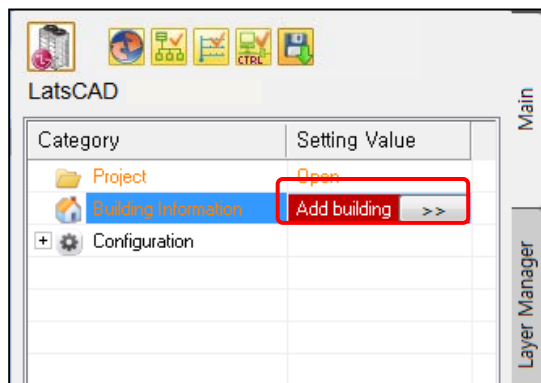 CTRL
LatsCAD
Category Setting Value
Project Open
Building Information Add building >>
Configuration
Main
Layer Manager